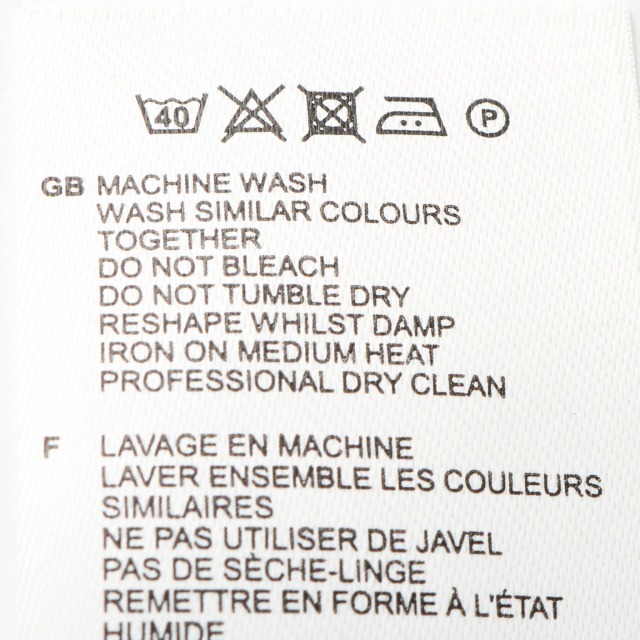 40 P
GB MACHINE WASH
WASH SIMILAR COLOURS
TOGETHER
DO NOT BLEACH
DO NOT TUMBLE DRY
RESHAPE WHILST DAMP
IRON ON MEDIUM HEAT
PROFESSIONAL DRY CLEAN
F LAVAGE EN MACHINE
LAVER ENSEMBLE LES COULEURS
SIMILAIRES
NE PAS UTILISER DE JAVEL
PAS DE SÈCHE-LINGE
REMETTRE EN FORME À L'ÉTAT
HUMIDE